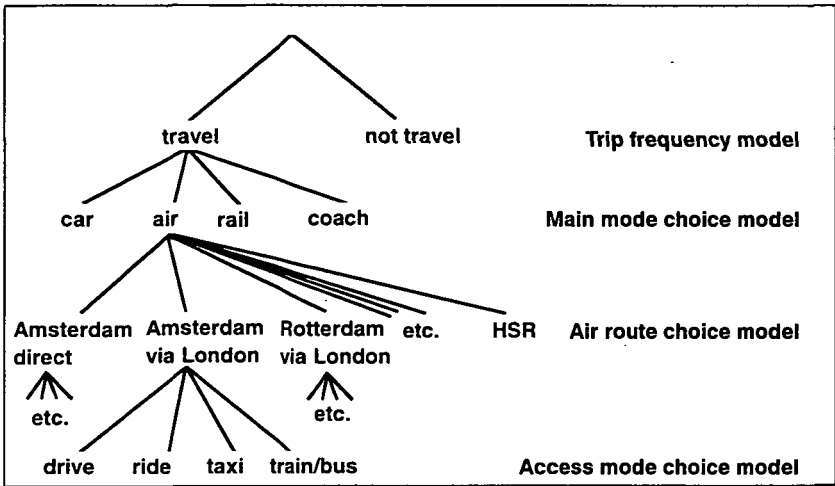 travel not travel Trip frequency model
car air rail coach Main mode choice model
Amsterdam direct Amsterdam via London Rotterdam via London etc. HSR Air route choice model
etc. etc.
drive ride taxi train/bus Access mode choice model